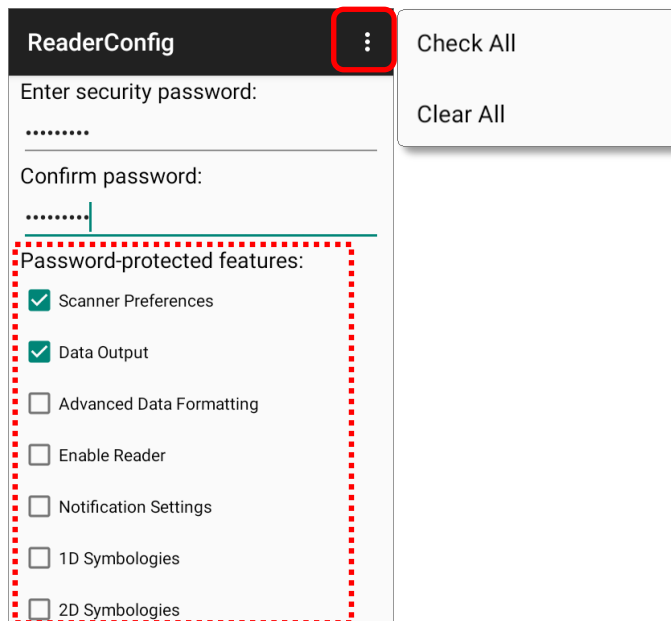 ReaderConfig
Check All
Clear All
Enter security password:
•••••••••
Confirm password:
•••••••••
Password-protected features:
Scanner Preferences
Data Output
Advanced Data Formatting
Enable Reader
Notification Settings
1D Symbologies
2D Symbologies